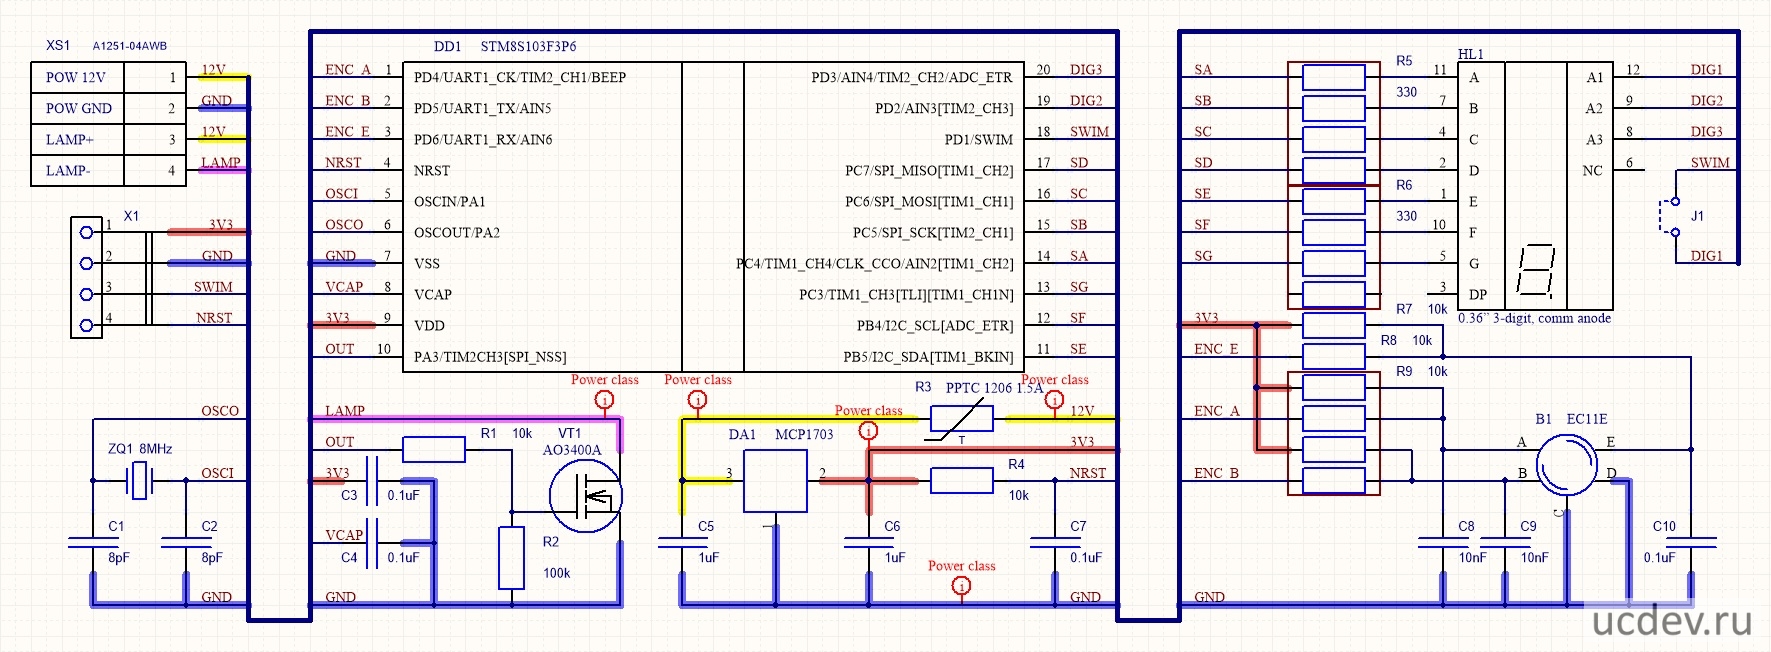 XS1 A1251-04AWB
POW 12V 1 12V
POW GND 2 GND
LAMP+ 3 12V
LAMP- 4 LAMP
X1
1 3V3
2 GND
3 SWIM
4 NRST
OSCO
ZQ1 8MHz
OSCI
C1 8pF
C2 8pF
GND
DD1 STM8S103F3P6
ENC_A 1 PD4/UART1_CK/TIM2_CH1/BEEP
ENC_B 2 PD5/UART1_TX/AIN5
ENC_E 3 PD6/UART1_RX/AIN6
NRST 4 NRST
OSCI 5 OSCIN/PA1
OSCO 6 OSCOUT/PA2
GND 7 VSS
VCAP 8 VCAP
3V3 9 VDD
OUT 10 PA3/TIM2CH3[SPI_NSS]
PD3/AIN4/TIM2_CH2/ADC_ETR 20 DIG3
PD2/AIN3[TIM2_CH3] 19 DIG2
PD1/SWIM 18 SWIM
PC7/SPI_MISO[TIM1_CH2] 17 SD
PC6/SPI_MOSI[TIM1_CH1] 16 SC
PC5/SPI_SCK[TIM2_CH1] 15 SB
PC4/TIM1_CH4/CLK_CCO/AIN2[TIM1_CH2] 14 SA
PC3/TIM1_CH3[TLI][TIM1_CH1N] 13 SG
PB4/I2C_SCL[ADC_ETR] 12 SF
PB5/I2C_SDA[TIM1_BKIN] 11 SE
Power class
1
LAMP
OUT
R1 10k
VT1
AO3400A
3V3
C3 0.1uF
VCAP
C4 0.1uF
R2
100k
GND
Power class
1
R3 PPTC 1206 1.5A
Power class
1
12V
T
Power class
1
DA1 MCP1703
3 2
1
3V3
R4
10k
NRST
C5
1uF
C6
1uF
C7
0.1uF
Power class
1
GND
HL1
SA R5 11 A
SB 330 7 B
SC 4 C
SD 2 D
SE R6 1 E
SF 330 10 F
SG 5 G
3 DP
A1 12 DIG1
A2 9 DIG2
A3 8 DIG3
NC 6 SWIM
J1
DIG1
0.36” 3-digit, comm anode
3V3 R7 10k
ENC_E R8 10k
R9 10k
ENC_A
ENC_B
B1 EC11E
A E
B D
C
C8
10nF
C9
10nF
C10
0.1uF
GND
ucdev.ru